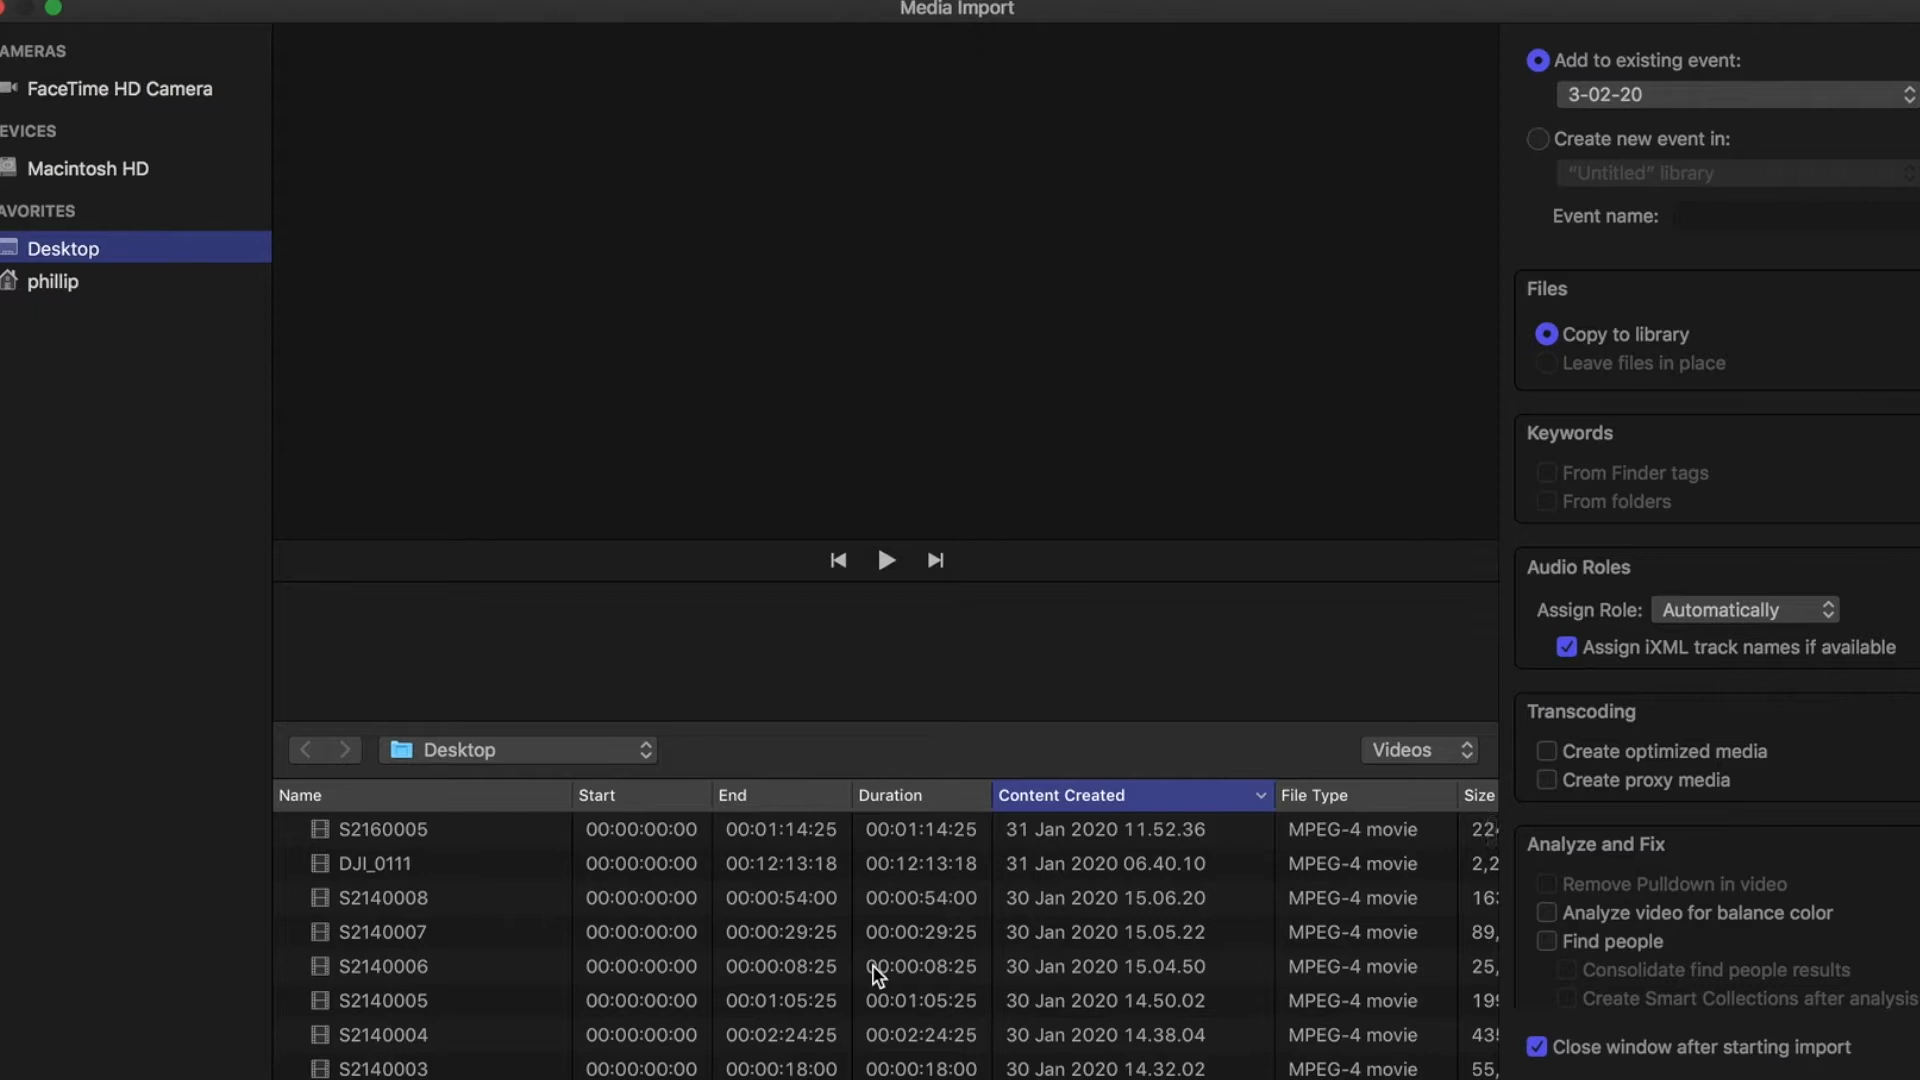 Media Import
AMERAS
FaceTime HD Camera
EVICES
Macintosh HD
AVORITES
Desktop
phillip
Add to existing event:
3-02-20
Create new event in:
"Untitled" library
Event name:
Files
Copy to library
Leave files in place
Keywords
From Finder tags
From folders
Audio Roles
Assign Role: Automatically
Assign iXML track names if available
Transcoding
Create optimized media
Create proxy media
Analyze and Fix
Remove Pulldown in video
Analyze video for balance color
Find people
Consolidate find people results
Create Smart Collections after analysis
Close window after starting import
Desktop Videos
Name Start End Duration Content Created File Type Size
S2160005 00:00:00:00 00:01:14:25 00:01:14:25 31 Jan 2020 11.52.36 MPEG-4 movie 22
DJI_0111 00:00:00:00 00:12:13:18 00:12:13:18 31 Jan 2020 06.40.10 MPEG-4 movie 2,2
S2140008 00:00:00:00 00:00:54:00 00:00:54:00 30 Jan 2020 15.06.20 MPEG-4 movie 16
S2140007 00:00:00:00 00:00:29:25 00:00:29:25 30 Jan 2020 15.05.22 MPEG-4 movie 89,
S2140006 00:00:00:00 00:00:08:25 00:00:08:25 30 Jan 2020 15.04.50 MPEG-4 movie 25,
S2140005 00:00:00:00 00:01:05:25 00:01:05:25 30 Jan 2020 14.50.02 MPEG-4 movie 19
S2140004 00:00:00:00 00:02:24:25 00:02:24:25 30 Jan 2020 14.38.04 MPEG-4 movie 43
S2140003 00:00:00:00 00:00:18:00 00:00:18:00 30 Jan 2020 14.32.02 MPEG-4 movie 55,